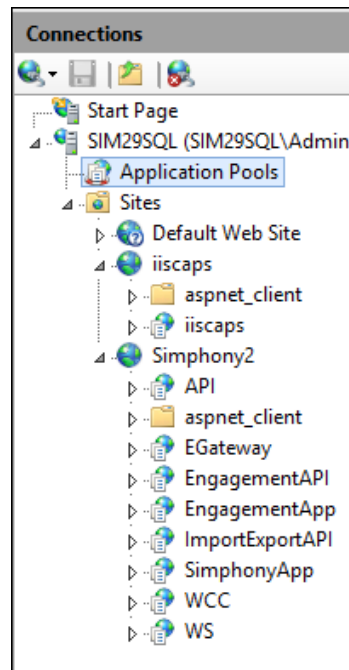 Connections
Start Page
SIM29SQL (SIM29SQL\Admin
Application Pools
Sites
Default Web Site
iiscaps
aspnet_client
iiscaps
Simphony2
API
aspnet_client
EGateway
EngagementAPI
EngagementApp
ImportExportAPI
SimphonyApp
WCC
WS